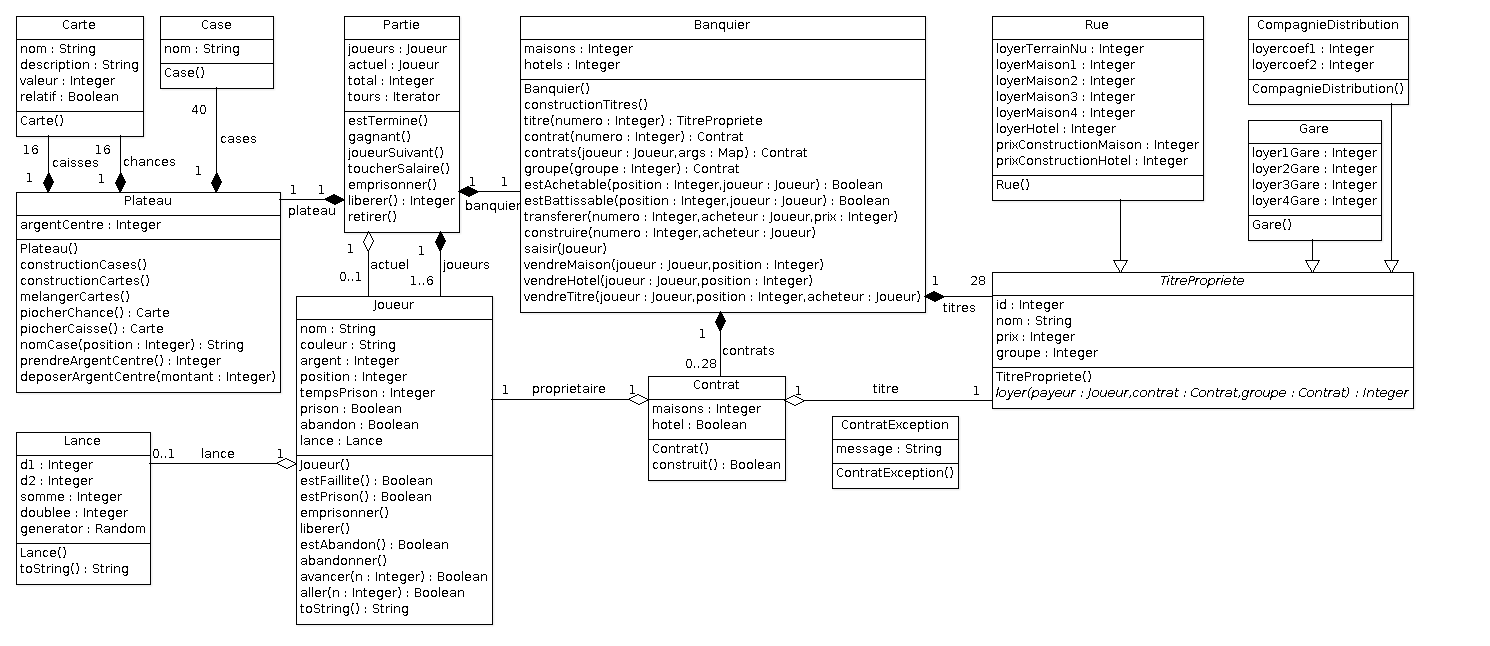 Carte
nom : String
description : String
valeur : Integer
relatif : Boolean
Carte()
Case
nom : String
Case()
Partie
joueurs : Joueur
actuel : Joueur
total : Integer
tours : Iterator
estTermine()
gagnant()
joueurSuivant()
toucherSalaire()
emprisonner()
liberer() : Integer
retirer()
Banquier
maisons : Integer
hotels : Integer
Banquier()
constructionTitres()
titre(numero : Integer) : TitrePropriete
contrat(numero : Integer) : Contrat
contrats(joueur : Joueur,args : Map) : Contrat
groupe(groupe : Integer) : Contrat
estAchetable(position : Integer,joueur : Joueur) : Boolean
estBattissable(position : Integer,joueur : Joueur) : Boolean
transferer(numero : Integer,acheteur : Joueur,prix : Integer)
construire(numero : Integer,acheteur : Joueur)
saisir(Joueur)
vendreMaison(joueur : Joueur,position : Integer)
vendreHotel(joueur : Joueur,position : Integer)
vendreTitre(joueur : Joueur,position : Integer,acheteur : Joueur)
Rue
loyerTerrainNu : Integer
loyerMaison1 : Integer
loyerMaison2 : Integer
loyerMaison3 : Integer
loyerMaison4 : Integer
loyerHotel : Integer
prixConstructionMaison : Integer
prixConstructionHotel : Integer
Rue()
CompagnieDistribution
loyercoef1 : Integer
loyercoef2 : Integer
CompagnieDistribution()
Gare
loyer1Gare : Integer
loyer2Gare : Integer
loyer3Gare : Integer
loyer4Gare : Integer
Gare()
16
caisses
1
16
chances
1
40
cases
1
1 1
plateau
1 1
banquier
Plateau
argentCentre : Integer
Plateau()
constructionCases()
constructionCartes()
melangerCartes()
piocherChance() : Carte
piocherCaisse() : Carte
nomCase(position : Integer) : String
prendreArgentCentre() : Integer
deposerArgentCentre(montant : Integer)
1
actuel
0..1
1
joueurs
1..6
Joueur
nom : String
couleur : String
argent : Integer
position : Integer
tempsPrison : Integer
prison : Boolean
abandon : Boolean
lance : Lance
Joueur()
estFaillite() : Boolean
estPrison() : Boolean
emprisonner()
liberer()
estAbandon() : Boolean
abandonner()
avancer(n : Integer) : Boolean
aller(n : Integer) : Boolean
toString() : String
1 28
titres
TitrePropriete
id : Integer
nom : String
prix : Integer
groupe : Integer
TitrePropriete()
loyer(payeur : Joueur,contrat : Contrat,groupe : Contrat) : Integer
1
contrats
0..28
1 proprietaire 1
Contrat
maisons : Integer
hotel : Boolean
Contrat()
construit() : Boolean
1 titre 1
ContratException
message : String
ContratException()
Lance
d1 : Integer
d2 : Integer
somme : Integer
doublee : Integer
generator : Random
Lance()
toString() : String
0..1 lance 1